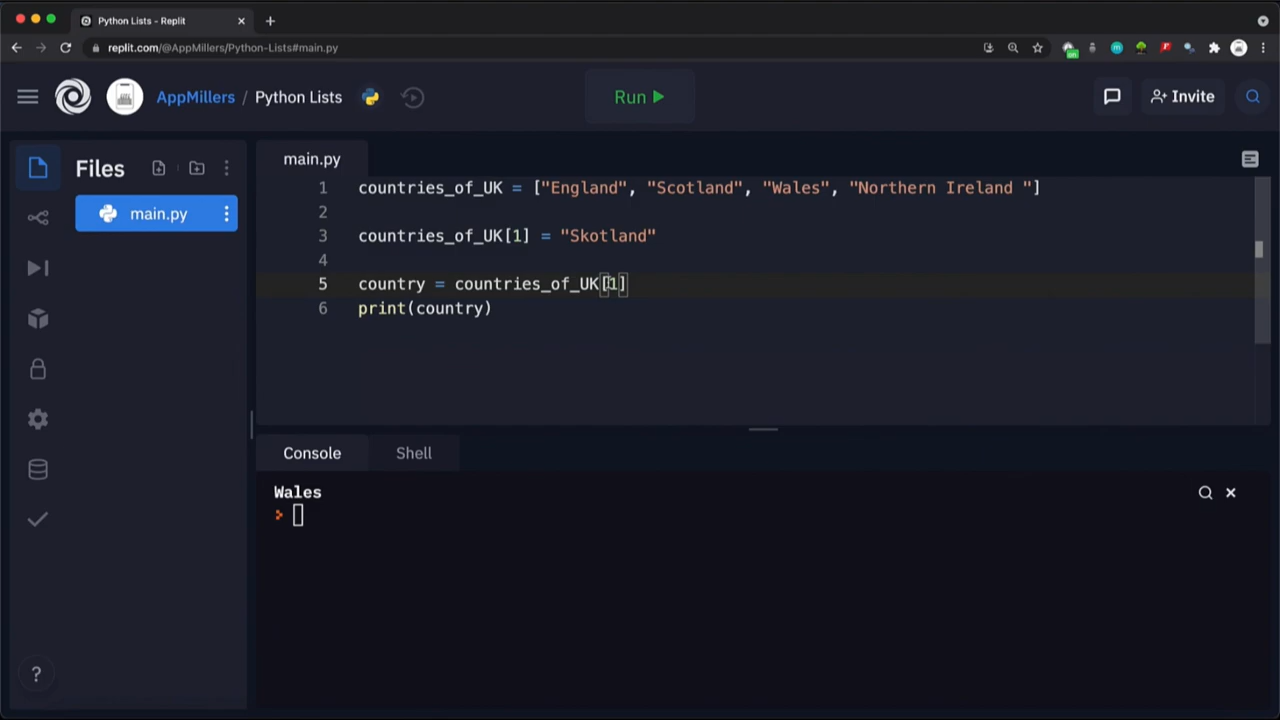 Python Lists - Replit
replit.com/@AppMillers/Python-Lists#main.py
AppMillers / Python Lists
Run
Invite
Files
main.py
main.py
1 countries_of_UK = ["England", "Scotland", "Wales", "Northern Ireland "]
2
3 countries_of_UK[1] = "Skotland"
4
5 country = countries_of_UK[1]
6 print(country)
Console
Shell
Wales
?